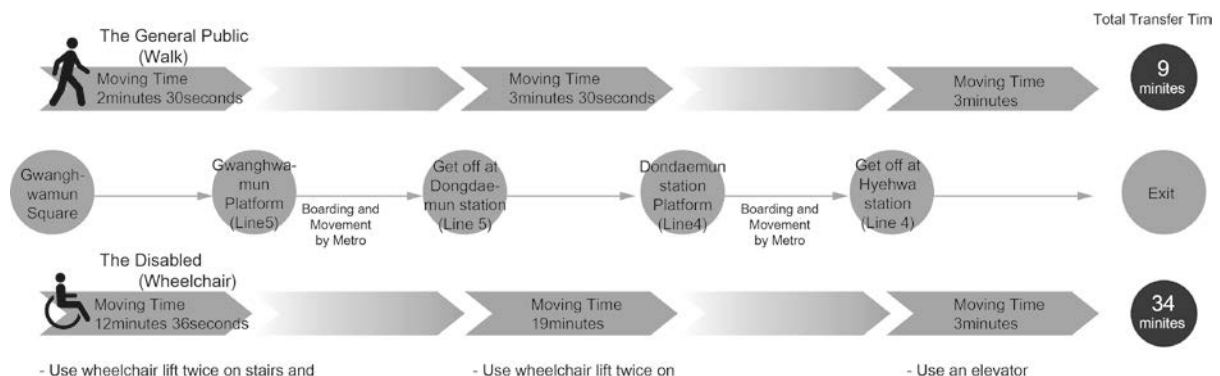 Total Transfer Tim
The General Public
(Walk)
Moving Time
2minutes 30seconds
Moving Time
3minutes 30seconds
Moving Time
3minutes
9
minites
Gwangh-
wamun
Square
Gwanghwa-
mun
Platform
(Line5)
Boarding and
Movement
by Metro
Get off at
Dongdae-
mun station
(Line 5)
Dondaemun
station
Platform
(Line4)
Boarding and
Movement
by Metro
Get off at
Hyehwa
station
(Line 4)
Exit
The Disabled
(Wheelchair)
Moving Time
12minutes 36seconds
Moving Time
19minutes
Moving Time
3minutes
34
minites
- Use wheelchair lift twice on stairs and
- Use wheelchair lift twice on
- Use an elevator